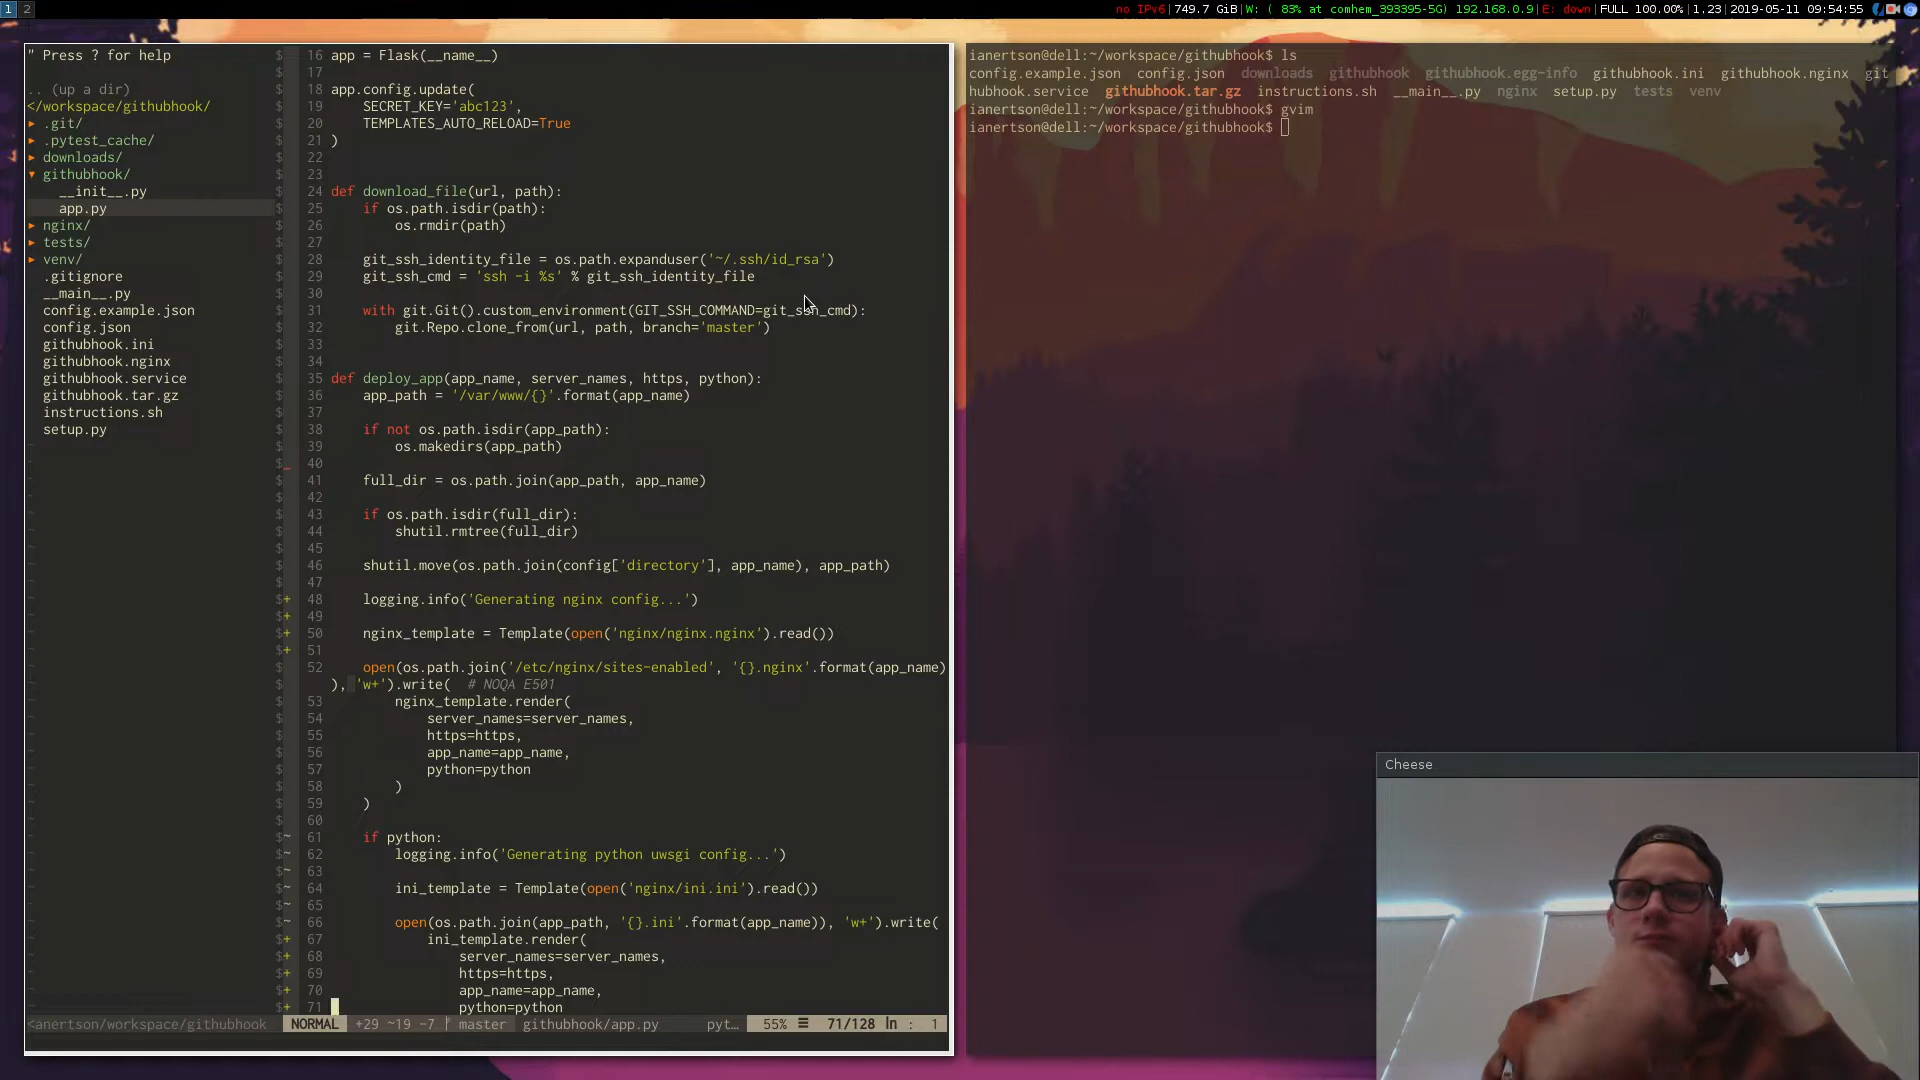 1 2
no IPv6|749.7 GiB|W: ( 83% at comhem_393395-5G) 192.168.0.9|E: down|FULL 100.00%|1.23|2019-05-11 09:54:55
" Press ? for help
.. (up a dir)
</workspace/githubhook/
▸ .git/
▸ .pytest_cache/
▸ downloads/
▾ githubhook/
__init__.py
app.py
▸ nginx/
▸ tests/
▸ venv/
.gitignore
__main__.py
config.example.json
config.json
githubhook.ini
githubhook.nginx
githubhook.service
githubhook.tar.gz
instructions.sh
setup.py
<anertson/workspace/githubhook
16 app = Flask(__name__)
17
18 app.config.update(
19     SECRET_KEY='abc123',
20     TEMPLATES_AUTO_RELOAD=True
21 )
22
23
24 def download_file(url, path):
25     if os.path.isdir(path):
26         os.rmdir(path)
27
28     git_ssh_identity_file = os.path.expanduser('~/.ssh/id_rsa')
29     git_ssh_cmd = 'ssh -i %s' % git_ssh_identity_file
30
31     with git.Git().custom_environment(GIT_SSH_COMMAND=git_ssh_cmd):
32         git.Repo.clone_from(url, path, branch='master')
33
34
35 def deploy_app(app_name, server_names, https, python):
36     app_path = '/var/www/{}'.format(app_name)
37
38     if not os.path.isdir(app_path):
39         os.makedirs(app_path)
40
41     full_dir = os.path.join(app_path, app_name)
42
43     if os.path.isdir(full_dir):
44         shutil.rmtree(full_dir)
45
46     shutil.move(os.path.join(config['directory'], app_name), app_path)
47
48     logging.info('Generating nginx config...')
49
50     nginx_template = Template(open('nginx/nginx.nginx').read())
51
52     open(os.path.join('/etc/nginx/sites-enabled', '{}.nginx'.format(app_name)
), 'w+').write(  # NOQA E501
53         nginx_template.render(
54             server_names=server_names,
55             https=https,
56             app_name=app_name,
57             python=python
58         )
59     )
60
61     if python:
62         logging.info('Generating python uwsgi config...')
63
64         ini_template = Template(open('nginx/ini.ini').read())
65
66         open(os.path.join(app_path, '{}.ini'.format(app_name)), 'w+').write(
67             ini_template.render(
68                 server_names=server_names,
69                 https=https,
70                 app_name=app_name,
71                 python=python
NORMAL +29 ~19 -7 master githubhook/app.py pyt… 55% ☰ 71/128 ln : 1
ianertson@dell:~/workspace/githubhook$ ls
config.example.json config.json downloads githubhook githubhook.egg-info githubhook.ini githubhook.nginx git
hubhook.service githubhook.tar.gz instructions.sh __main__.py nginx setup.py tests venv
ianertson@dell:~/workspace/githubhook$ gvim
ianertson@dell:~/workspace/githubhook$
Cheese